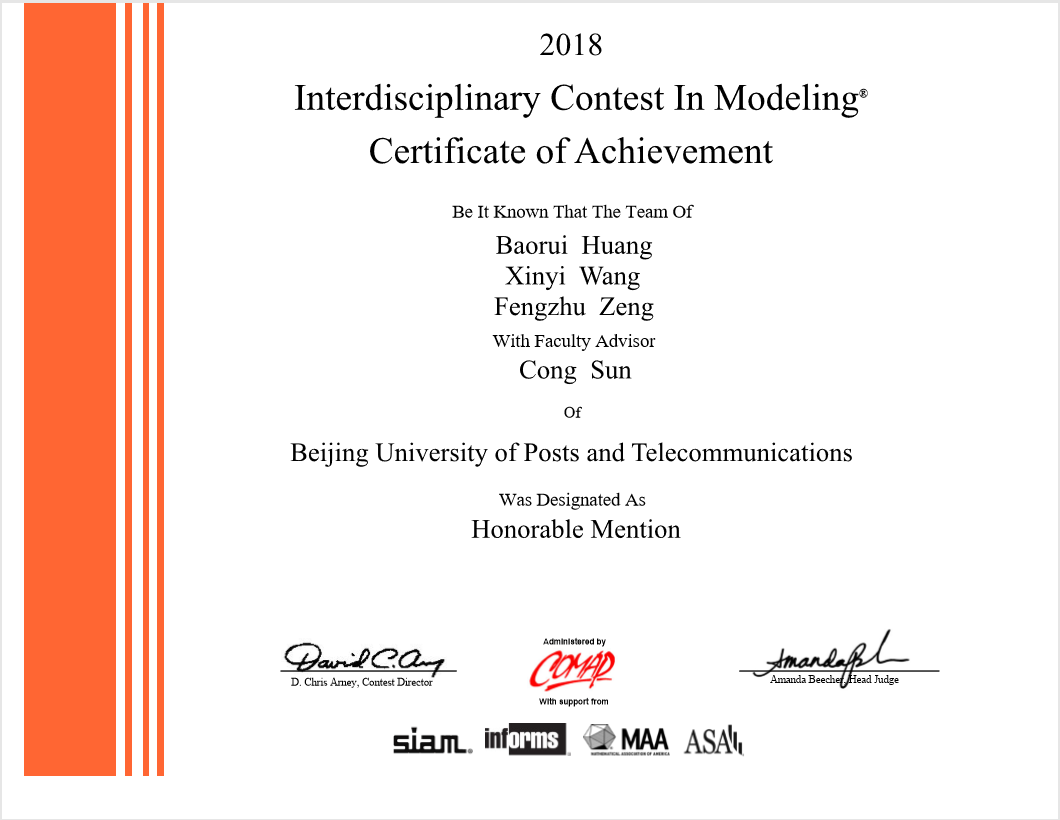 2018
Interdisciplinary Contest In Modeling®
Certificate of Achievement
Be It Known That The Team Of
Baorui Huang
Xinyi Wang
Fengzhu Zeng
With Faculty Advisor
Cong Sun
Of
Beijing University of Posts and Telecommunications
Was Designated As
Honorable Mention
David C. Arney
D. Chris Arney, Contest Director
Administered by
COMAP
With support from
Amanda Beecher, Head Judge
siam. informs MAA ASA
MATHEMATICAL ASSOCIATION OF AMERICA